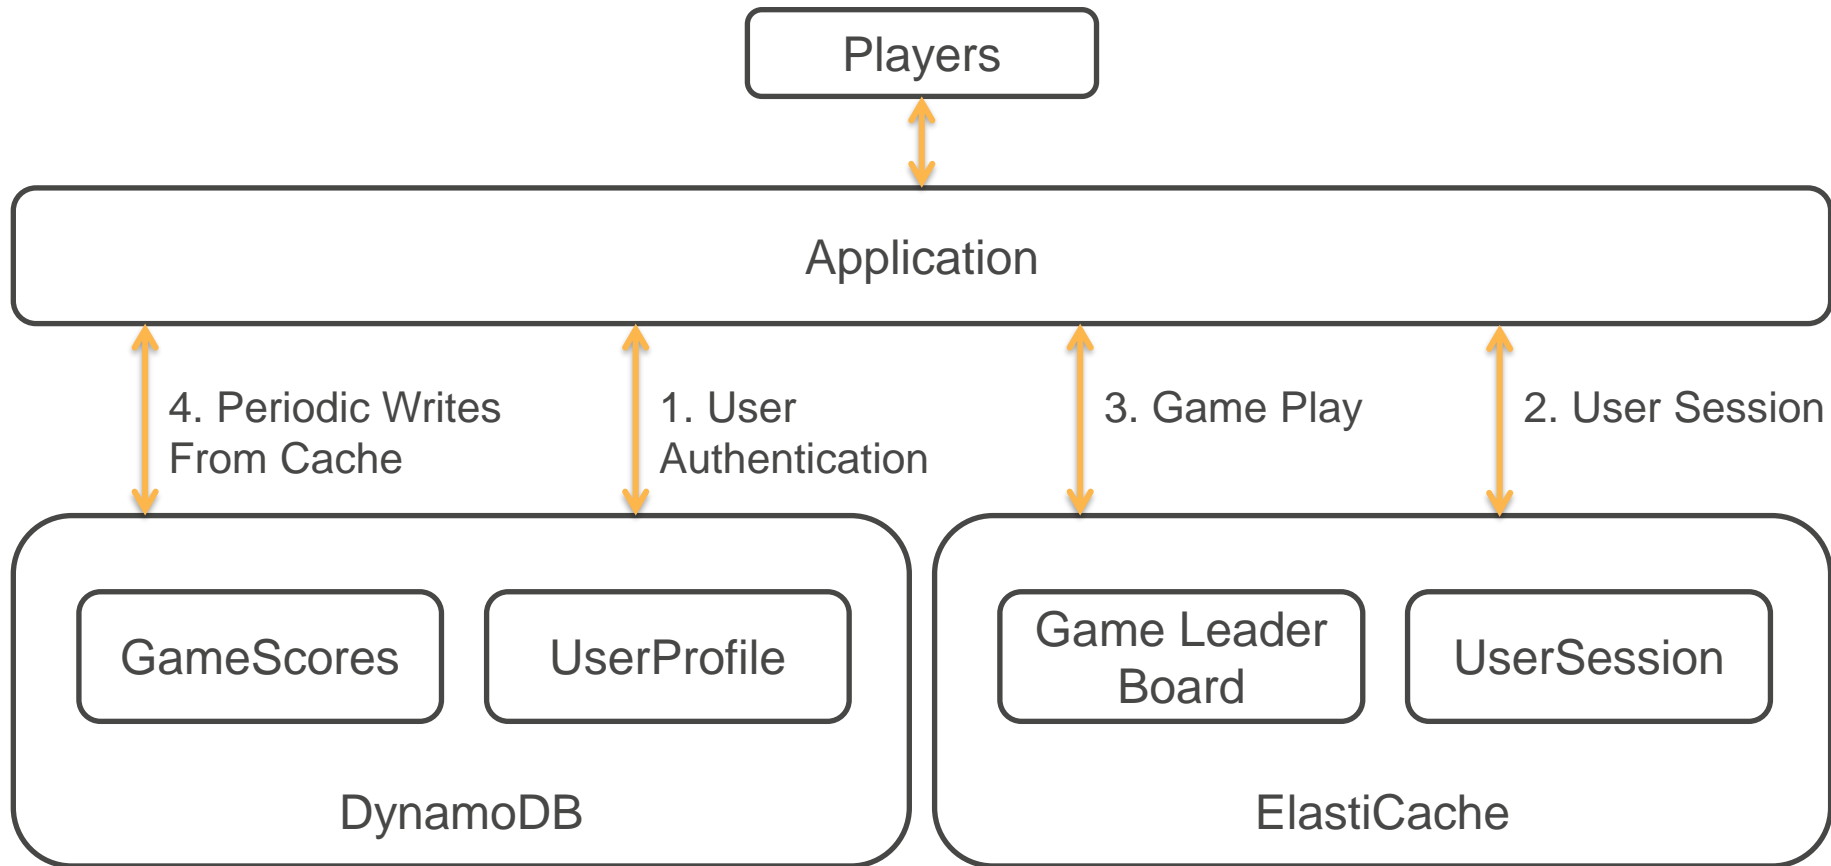 Players
Application
4. Periodic Writes
From Cache
1. User
Authentication
3. Game Play
2. User Session
GameScores
UserProfile
Game Leader
Board
UserSession
DynamoDB
ElastiCache